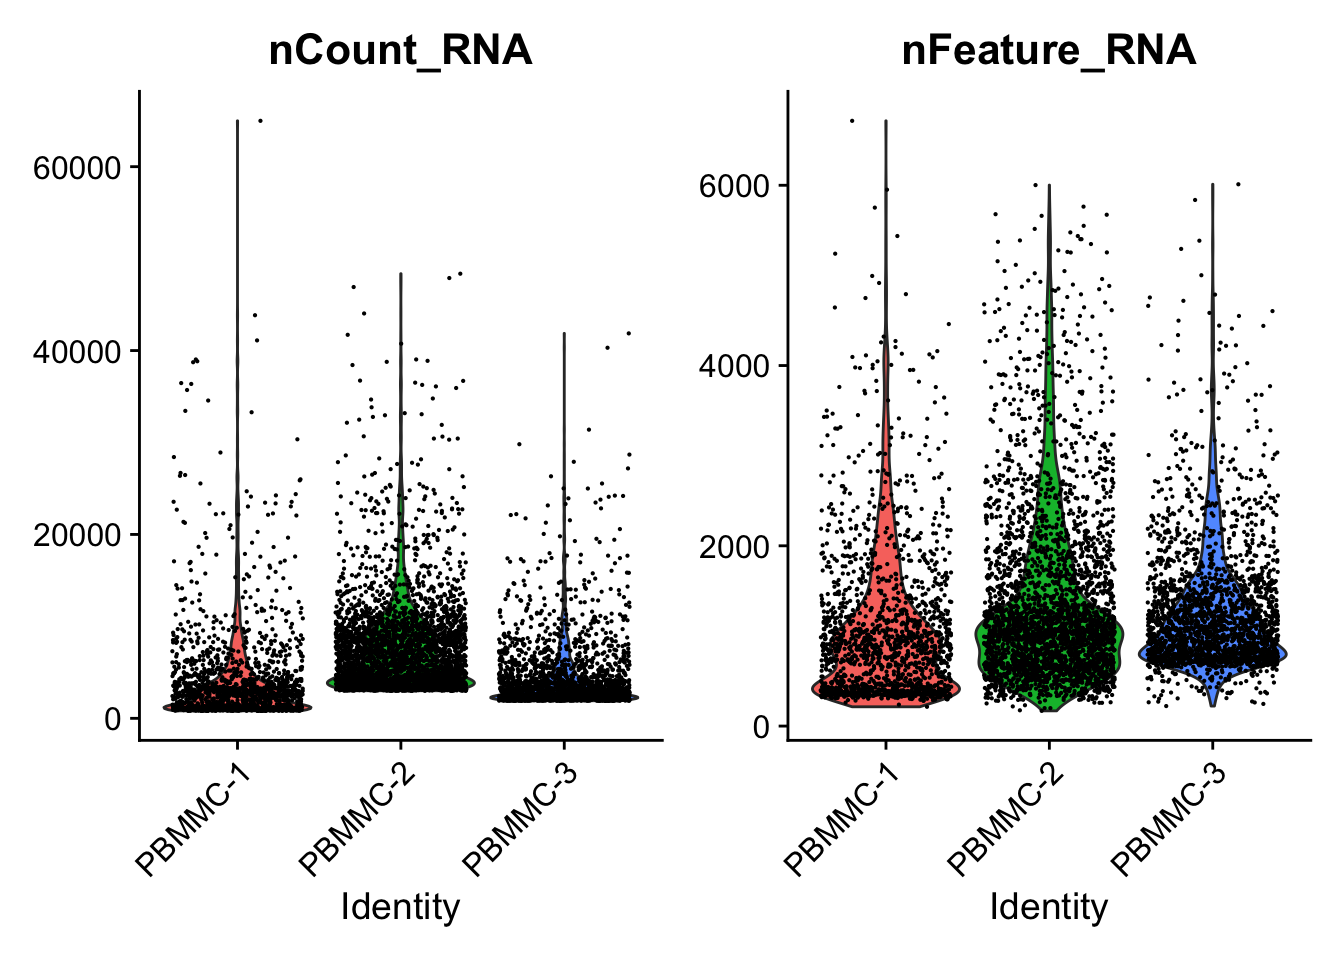 nCount_RNA
60000
40000
20000
0
PBMMC-1
PBMMC-2
PBMMC-3
Identity
nFeature_RNA
6000
4000
2000
0
PBMMC-1
PBMMC-2
PBMMC-3
Identity